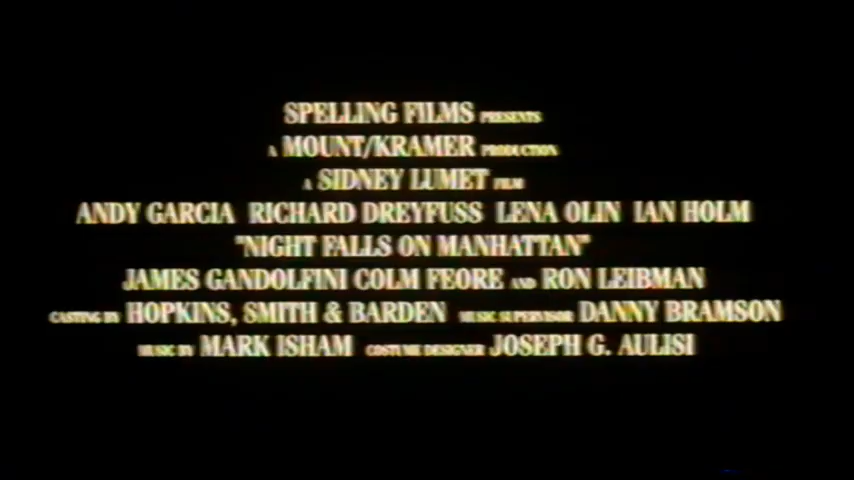 SPELLING FILMS PRESENTS
A MOUNT/KRAMER PRODUCTION
A SIDNEY LUMET FILM
ANDY GARCIA RICHARD DREYFUSS LENA OLIN IAN HOLM
"NIGHT FALLS ON MANHATTAN"
JAMES GANDOLFINI COLM FEORE AND RON LEIBMAN
CASTING BY HOPKINS, SMITH & BARDEN MUSIC SUPERVISOR DANNY BRAMSON
MUSIC BY MARK ISHAM COSTUME DESIGNER JOSEPH G. AULISI